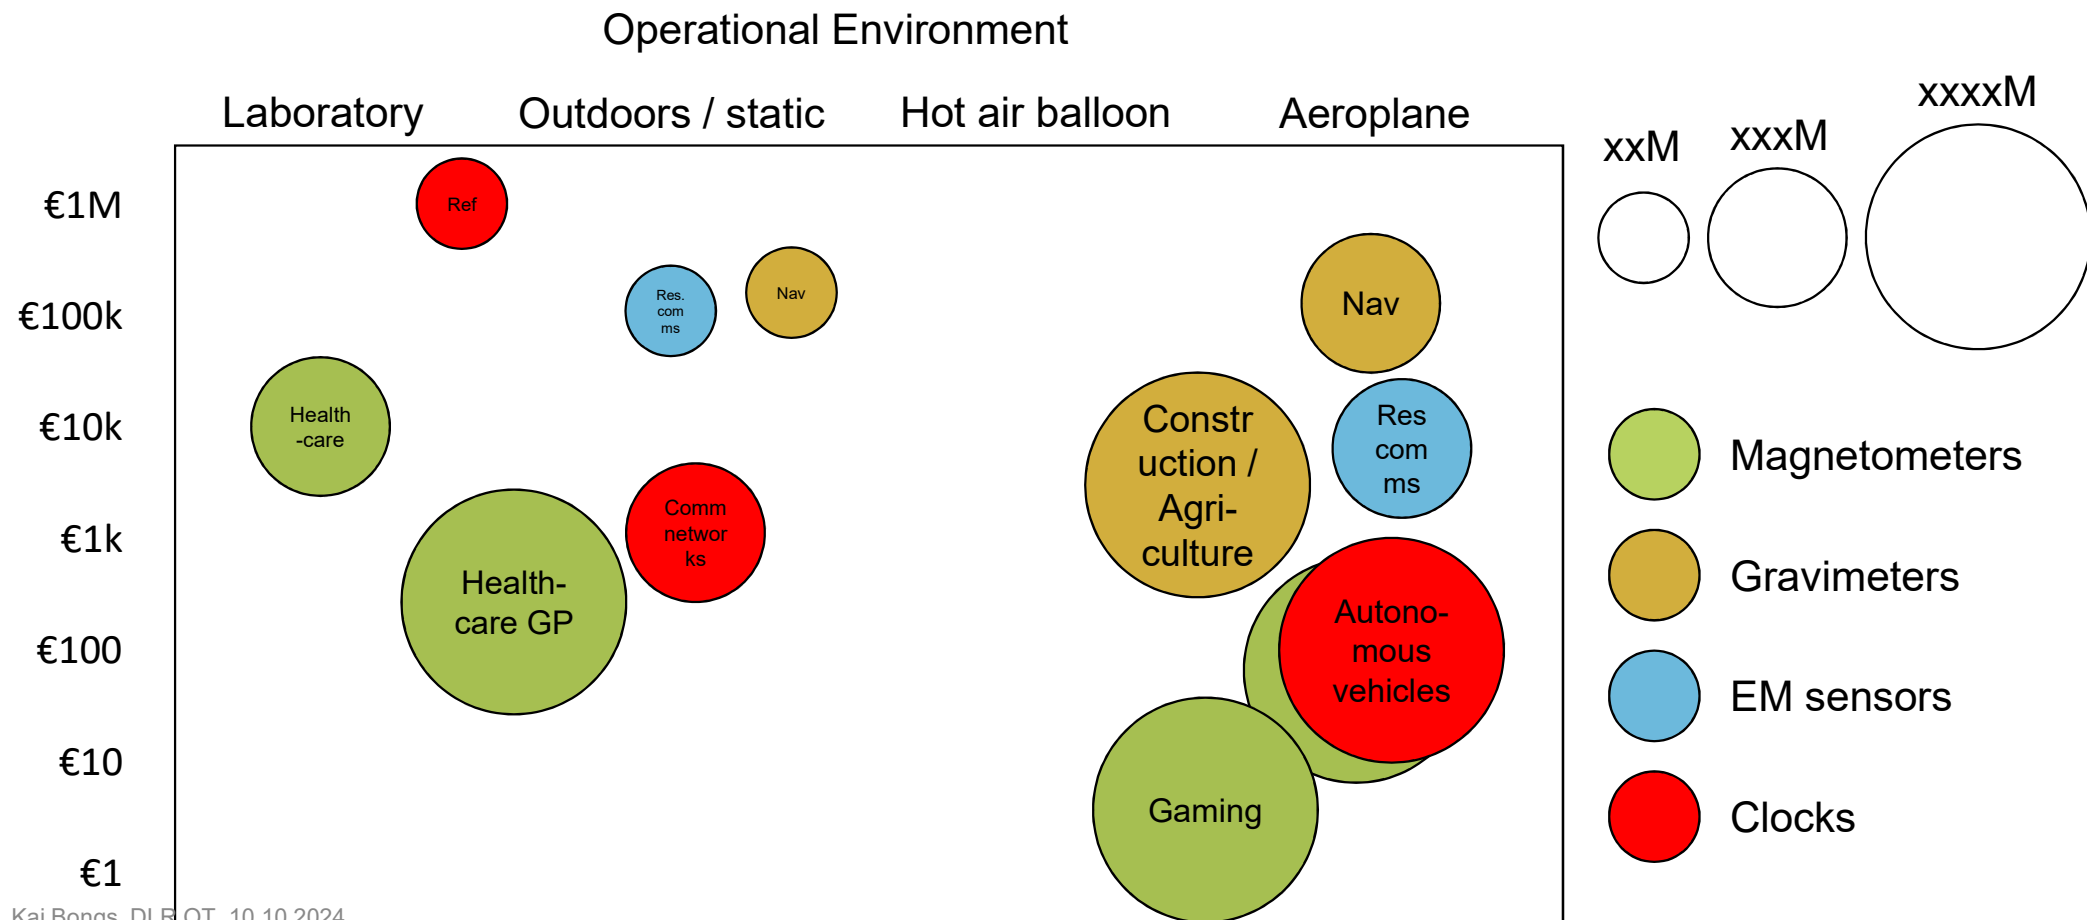 Operational Environment
Laboratory
Outdoors / static
Hot air balloon
Aeroplane
xxM
xxxM
xxxxM
€1M
€100k
€10k
€1k
€100
€10
€1
Ref
Res.
com
ms
Nav
Nav
Health
-care
Constr
uction /
Agri-
culture
Res
com
ms
Comm
networ
ks
Health-
care GP
Autono-
mous
vehicles
Gaming
Magnetometers
Gravimeters
EM sensors
Clocks
Kai Bongs, DLR QT, 10.10.2024